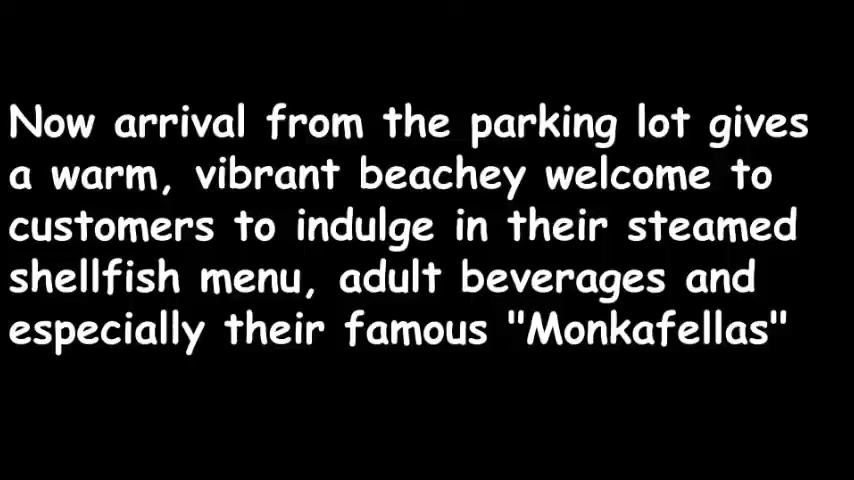 Now arrival from the parking lot gives
a warm, vibrant beachey welcome to
customers to indulge in their steamed
shellfish menu, adult beverages and
especially their famous "Monkafellas"